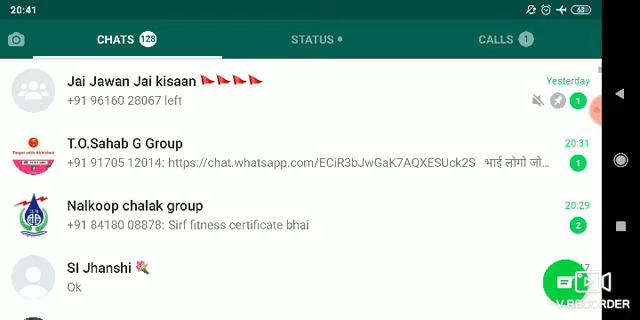 20:41
63
CHATS 128
STATUS
CALLS 1
Jai Jawan Jai kisaan 🚩🚩🚩🚩
Yesterday
+91 96160 28067 left
1
T.O.Sahab G Group
20:31
+91 91705 12014: https://chat.whatsapp.com/ECiR3bJwGaK7AQXESUck2S भाई लोगो जो...
1
Nalkoop chalak group
20:29
+91 84180 08878: Sirf fitness certificate bhai
2
SI Jhanshi 💐
Ok
V RECORDER